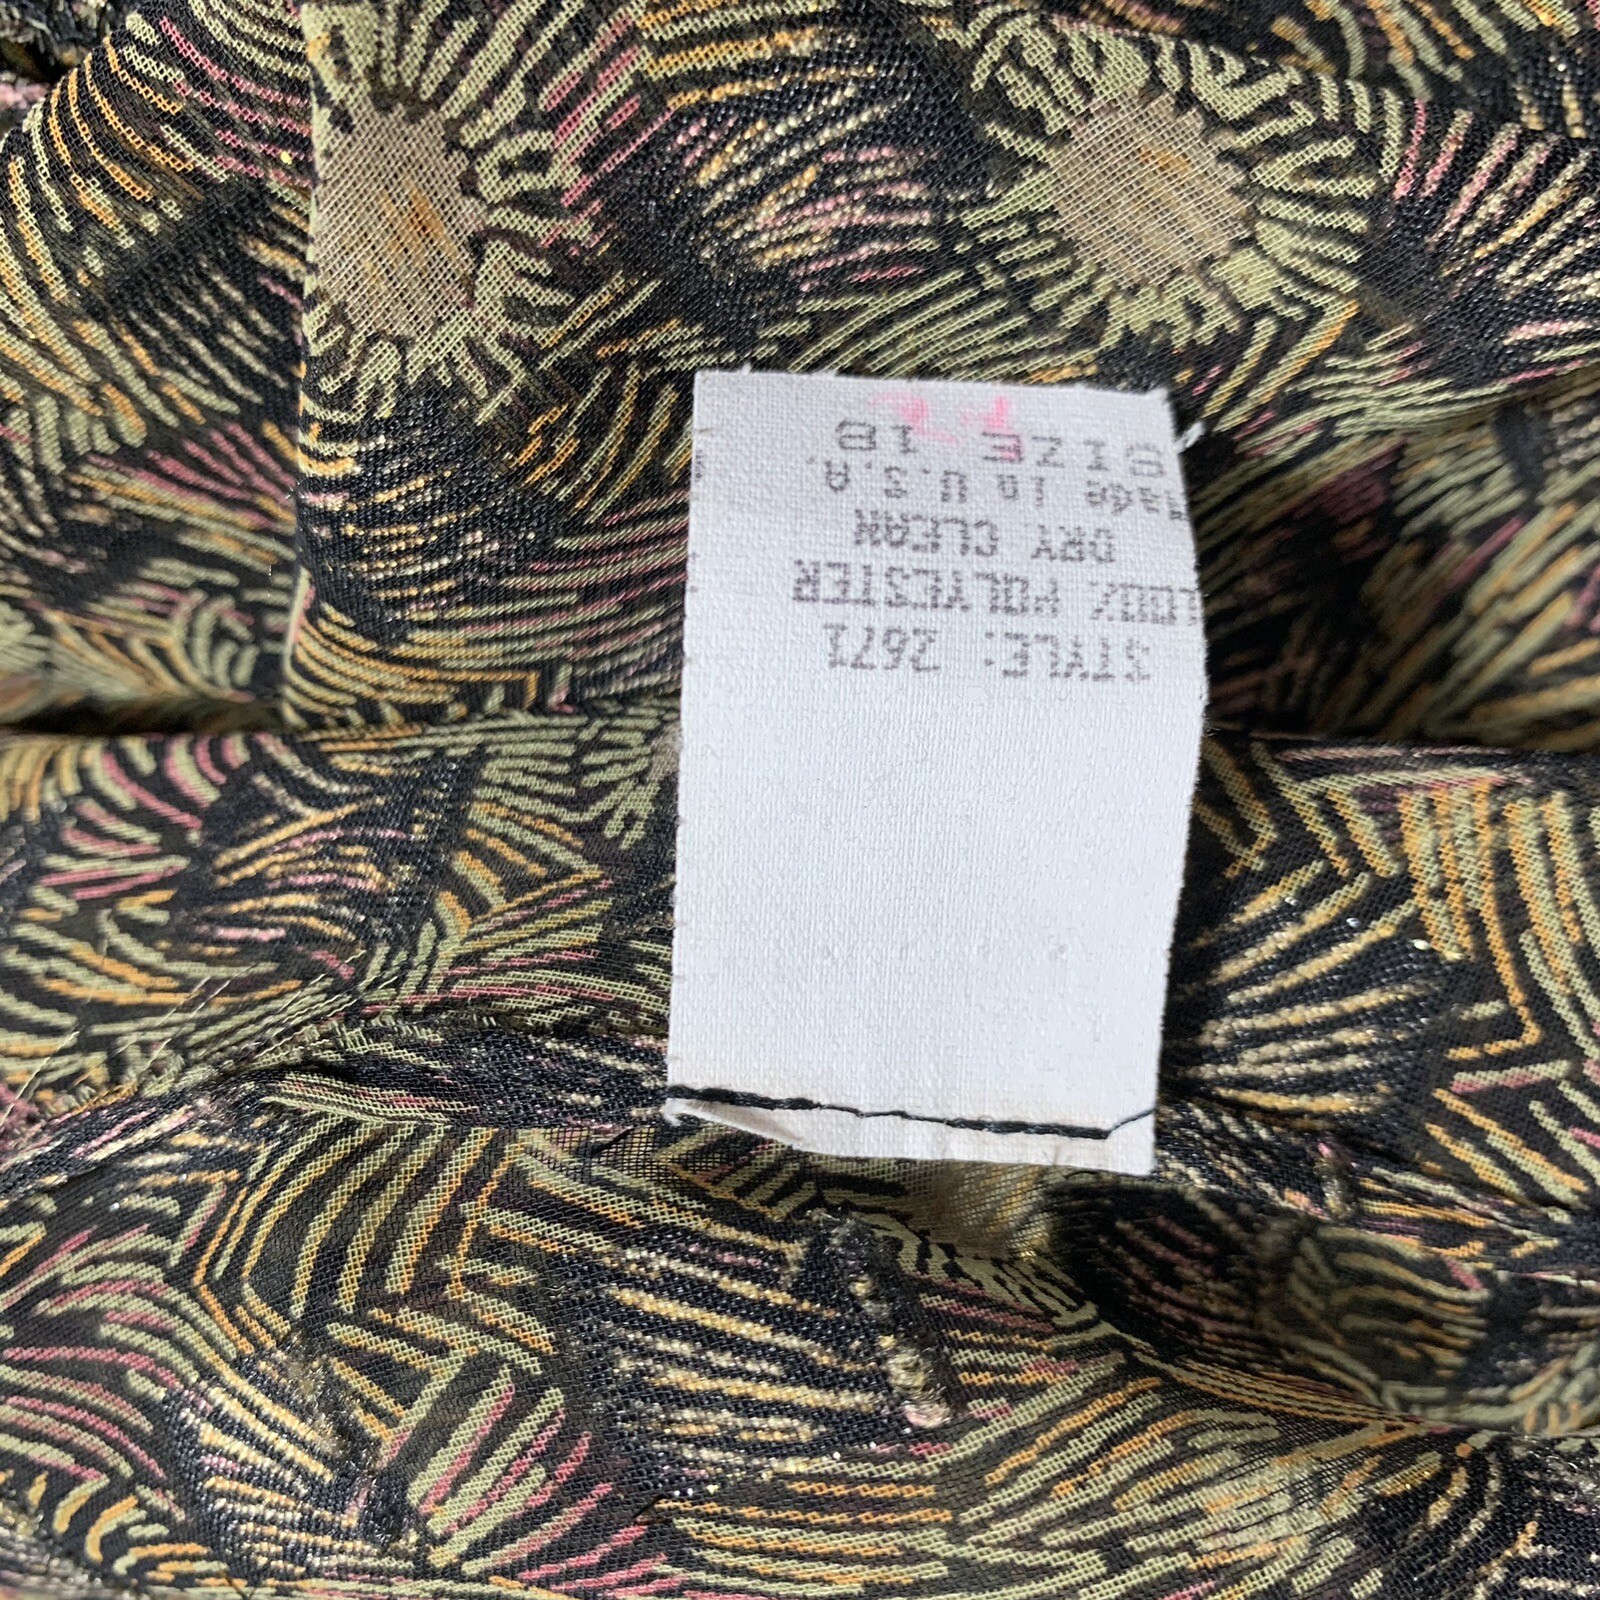 STYLE: 2671
100% POLYESTER
DRY CLEAN
Made in U.S.A.
SIZE 18